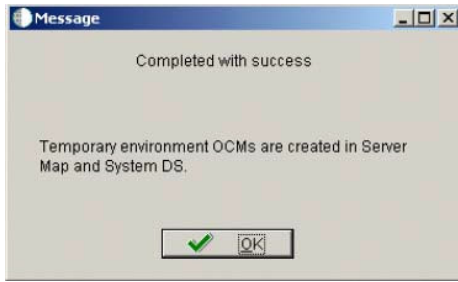 Message
Completed with success
Temporary environment OCMs are created in Server
Map and System DS.
OK